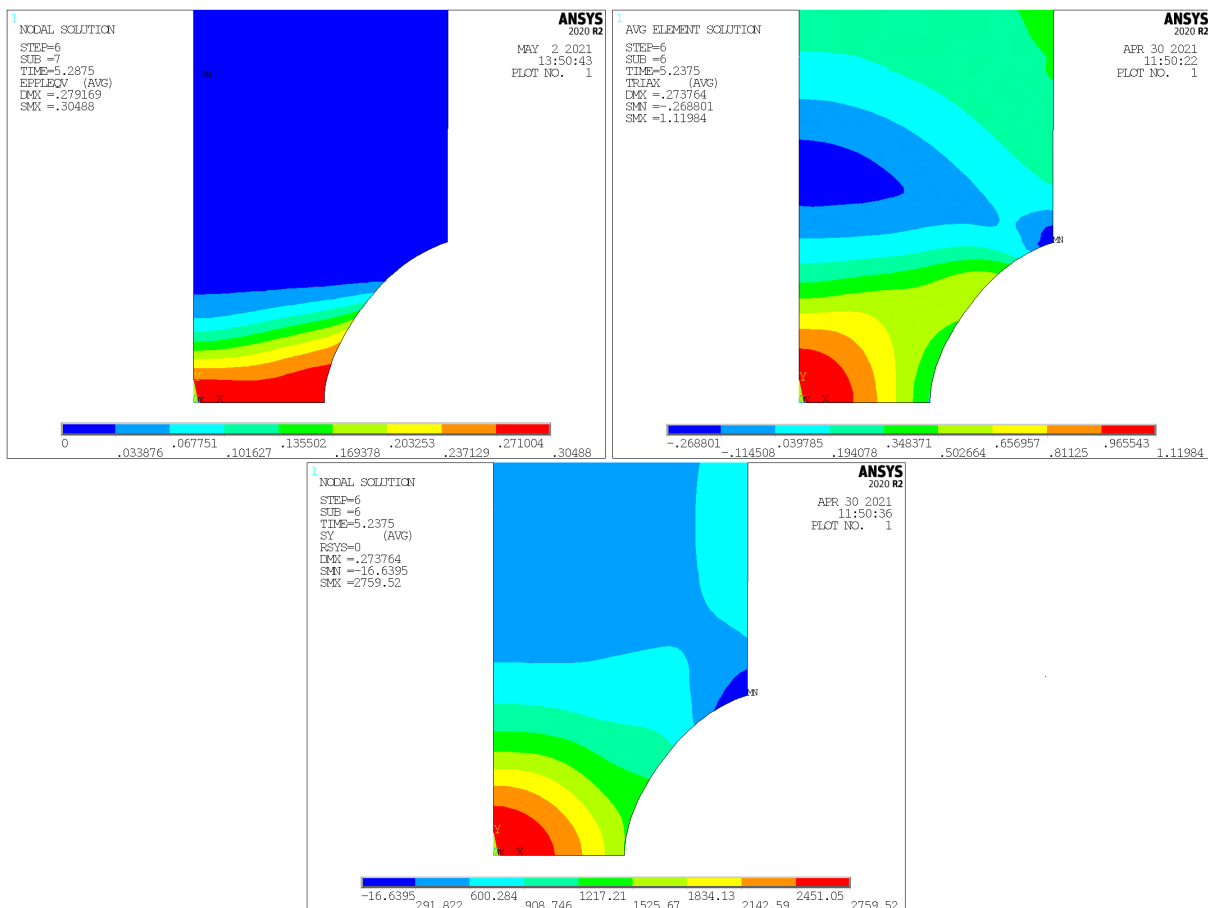 1
ANSYS
2020 R2
NODAL SOLUTION
STEP=6
SUB =7
TIME=5.2875
EPPLEQV (AVG)
DMX =.279169
SMX =.30488
MAY 2 2021
13:50:43
PLOT NO. 1
MN
Y
MX X
0 .067751 .135502 .203253 .271004
.033876 .101627 .169378 .237129 .30488
1
ANSYS
2020 R2
AVG ELEMENT SOLUTION
STEP=6
SUB =6
TIME=5.2375
TRIAX (AVG)
DMX =.273764
SMN =-.268801
SMX =1.11984
APR 30 2021
11:50:22
PLOT NO. 1
MN
Y
MX X
-.268801 .039785 .348371 .656957 .965543
-.114508 .194078 .502664 .81125 1.11984
1
ANSYS
2020 R2
NODAL SOLUTION
STEP=6
SUB =6
TIME=5.2375
SY (AVG)
RSYS=0
DMX =.273764
SMN =-16.6395
SMX =2759.52
APR 30 2021
11:50:36
PLOT NO. 1
MN
Y
X
-16.6395 600.284 1217.21 1834.13 2451.05
291.822 908.746 1525.67 2142.59 2759.52